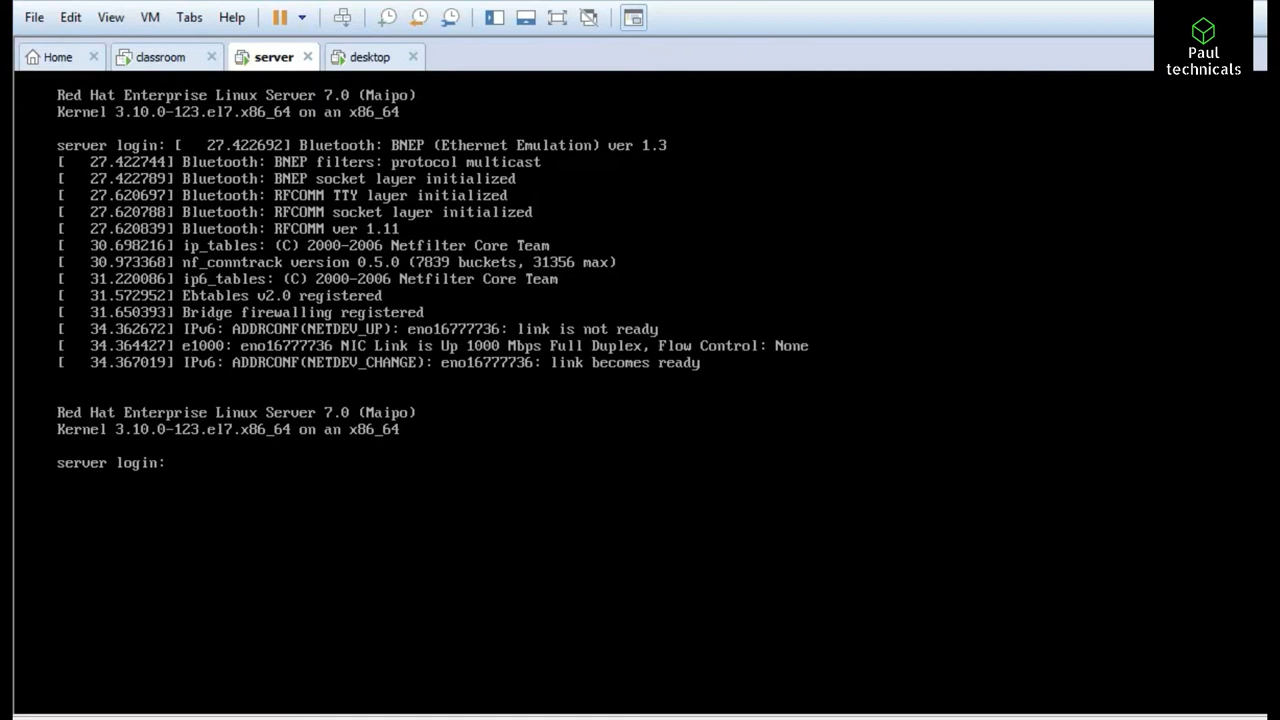 File Edit View VM Tabs Help
Paul
technicals
Home classroom server desktop
Red Hat Enterprise Linux Server 7.0 (Maipo)
Kernel 3.10.0-123.el7.x86_64 on an x86_64
server login: [   27.422692] Bluetooth: BNEP (Ethernet Emulation) ver 1.3
[   27.422744] Bluetooth: BNEP filters: protocol multicast
[   27.422789] Bluetooth: BNEP socket layer initialized
[   27.620697] Bluetooth: RFCOMM TTY layer initialized
[   27.620788] Bluetooth: RFCOMM socket layer initialized
[   27.620839] Bluetooth: RFCOMM ver 1.11
[   30.698216] ip_tables: (C) 2000-2006 Netfilter Core Team
[   30.973368] nf_conntrack version 0.5.0 (7839 buckets, 31356 max)
[   31.220086] ip6_tables: (C) 2000-2006 Netfilter Core Team
[   31.572952] Ebtables v2.0 registered
[   31.650393] Bridge firewalling registered
[   34.362672] IPv6: ADDRCONF(NETDEV_UP): eno16777736: link is not ready
[   34.364427] e1000: eno16777736 NIC Link is Up 1000 Mbps Full Duplex, Flow Control: None
[   34.367019] IPv6: ADDRCONF(NETDEV_CHANGE): eno16777736: link becomes ready
Red Hat Enterprise Linux Server 7.0 (Maipo)
Kernel 3.10.0-123.el7.x86_64 on an x86_64
server login: